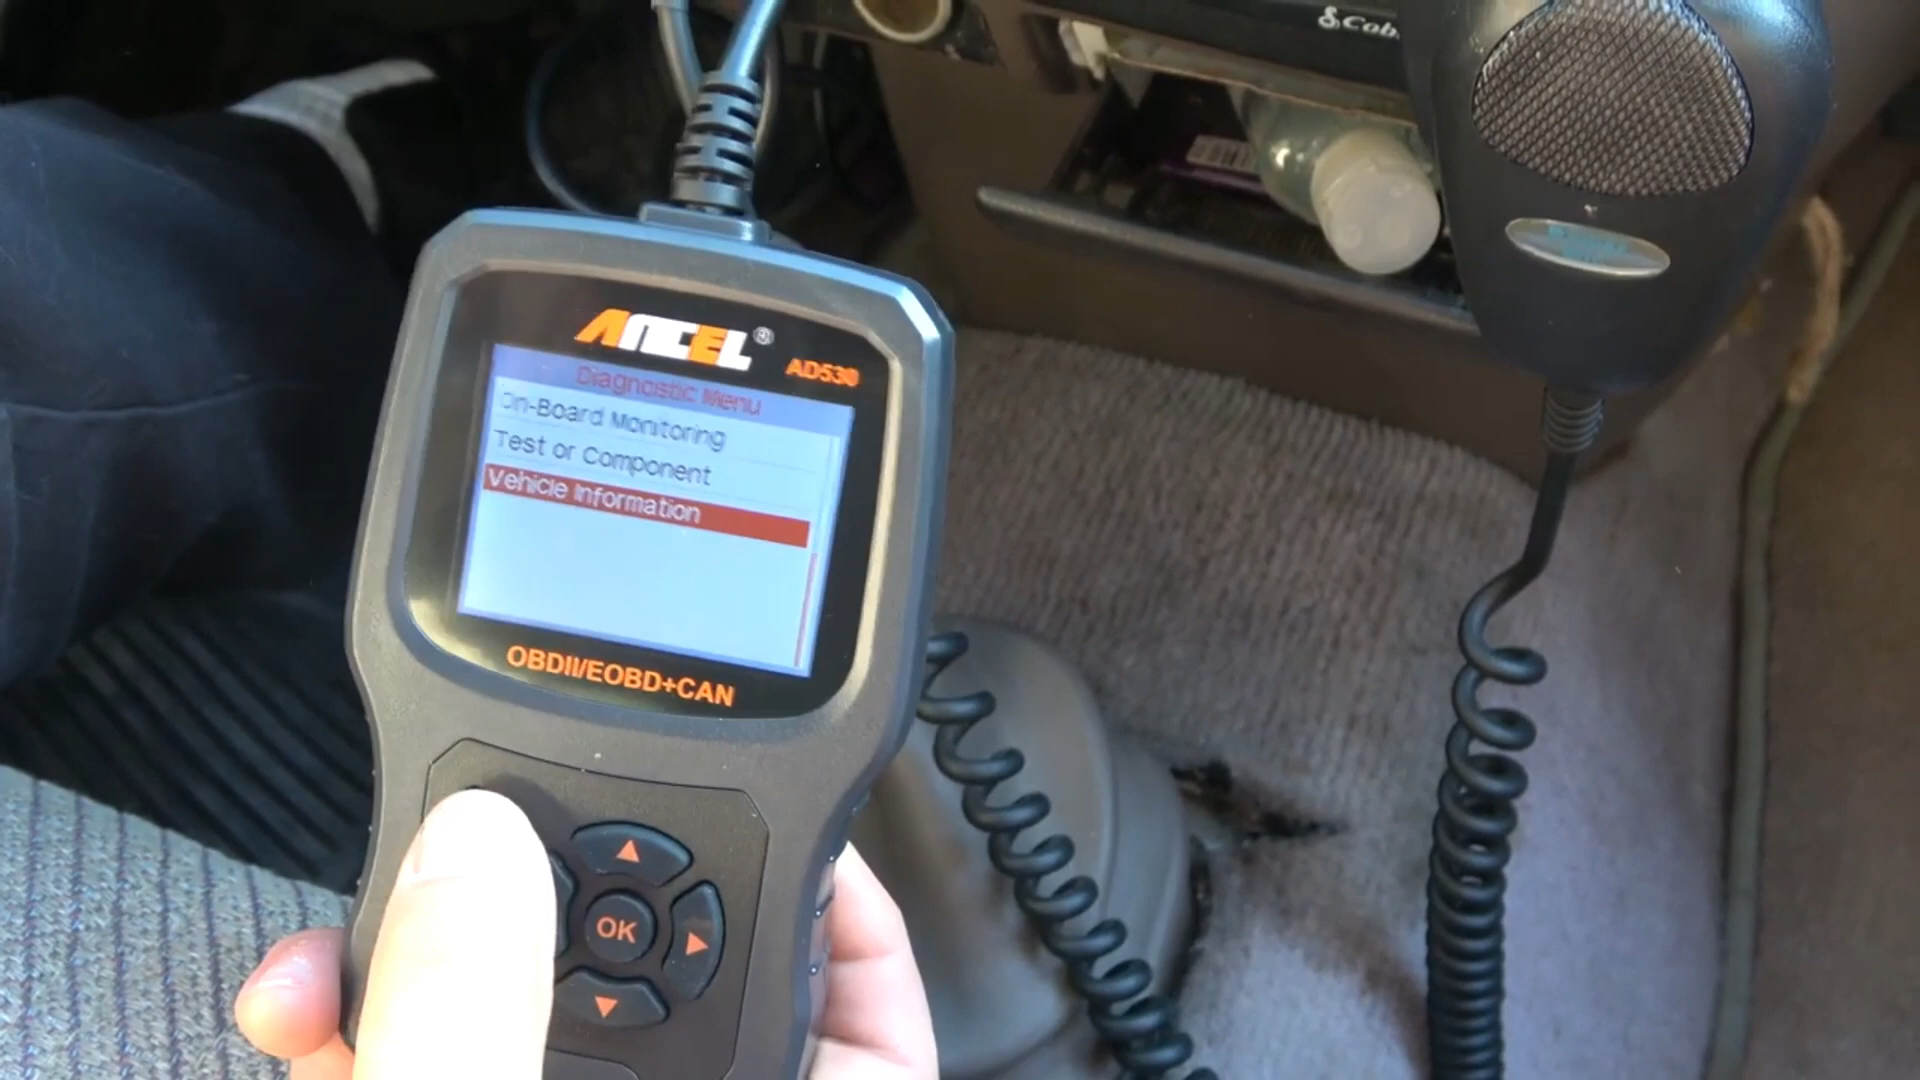 ANCEL®
AD530
Diagnostic Menu
On-Board Monitoring
Test or Component
Vehicle Information
OBDII/EOBD+CAN
OK